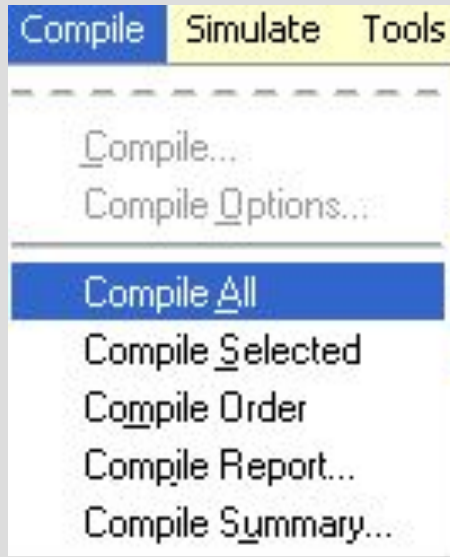 Compile Simulate Tools
Compile...
Compile Options...
Compile All
Compile Selected
Compile Order
Compile Report...
Compile Summary...